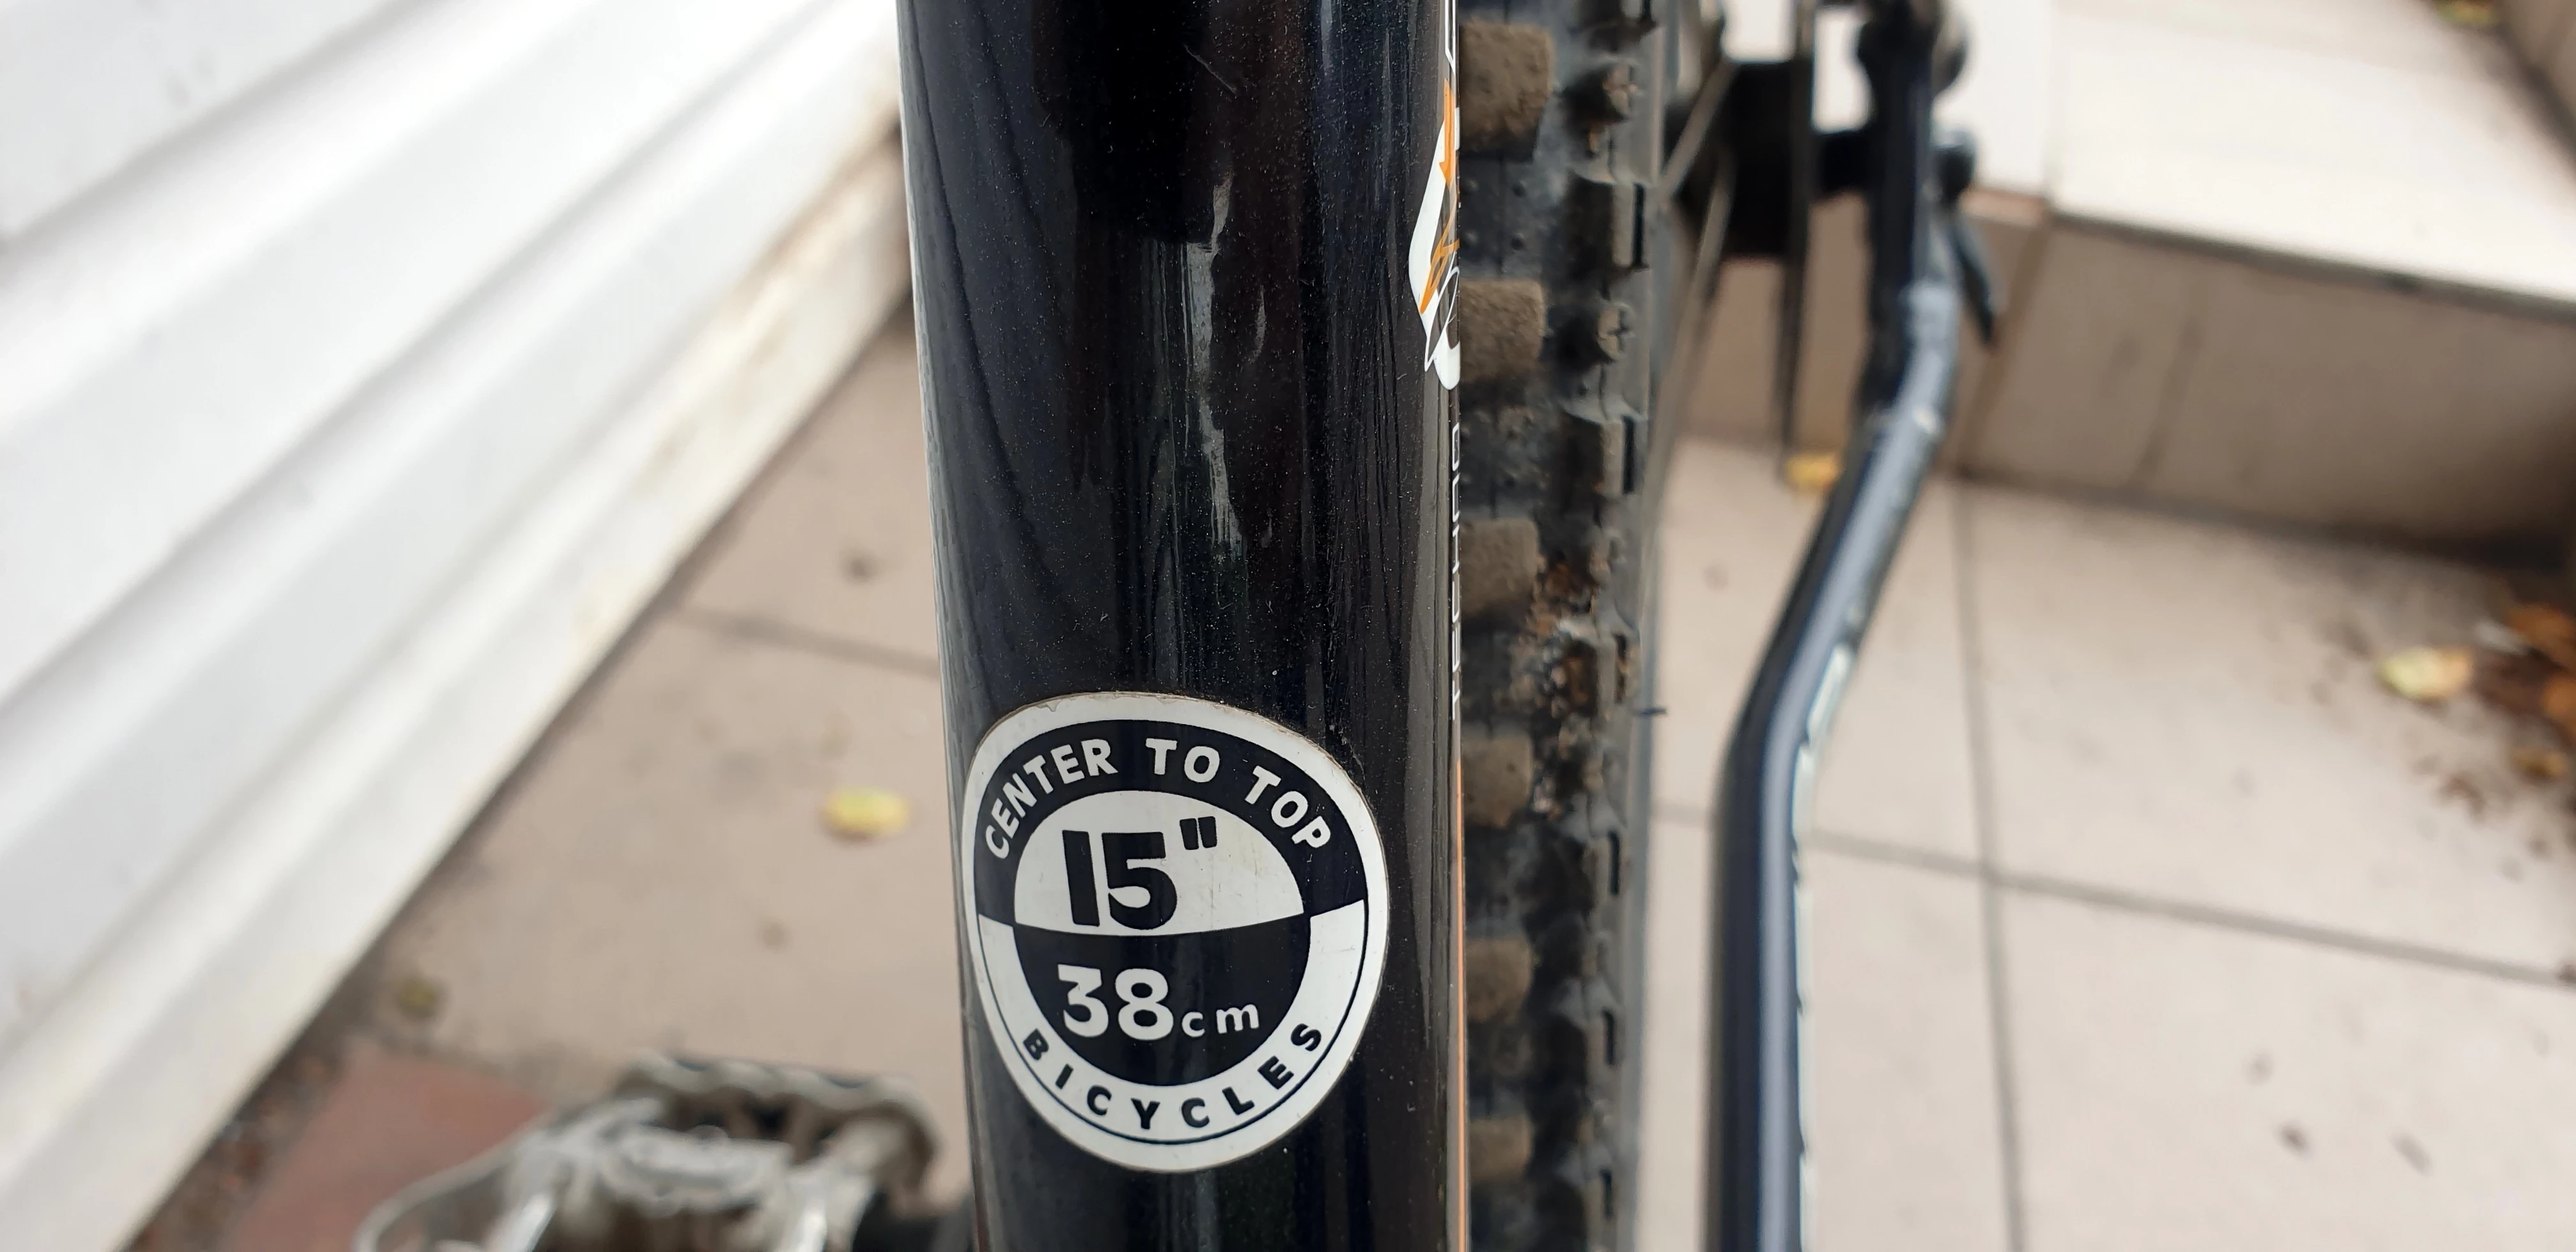 CENTER TO TOP
15"
38cm
BICYCLES